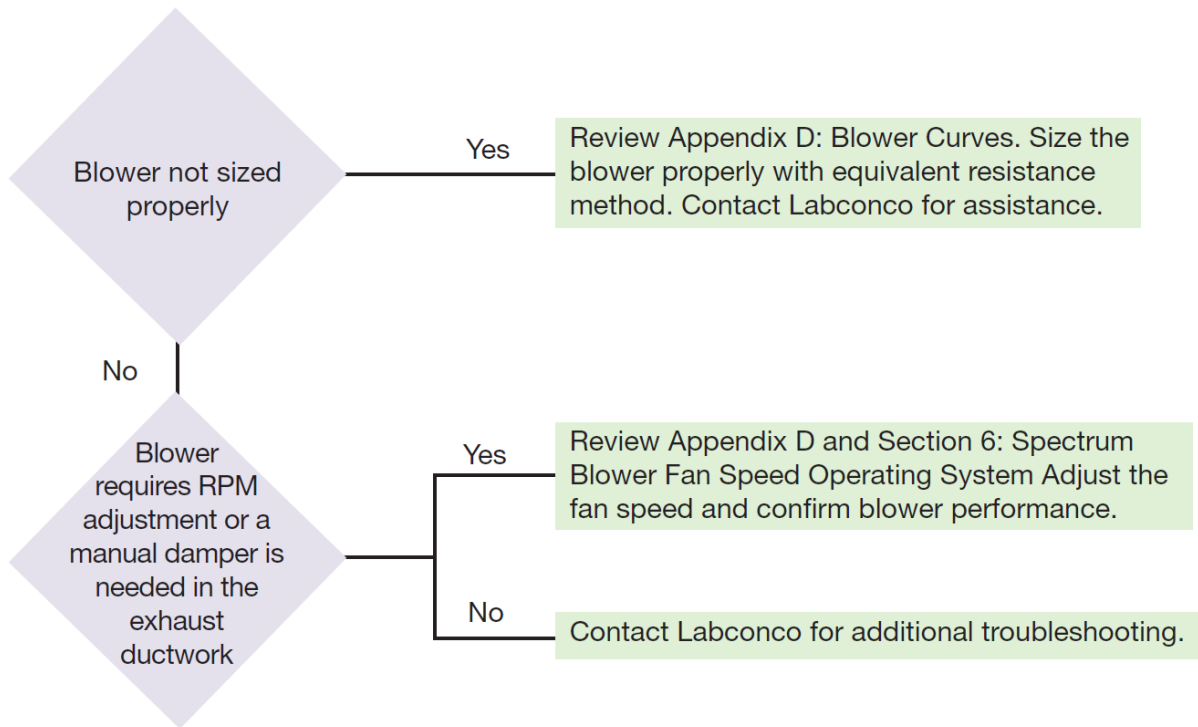 Blower not sized
properly
Yes
Review Appendix D: Blower Curves. Size the
blower properly with equivalent resistance
method. Contact Labconco for assistance.
No
Blower
requires RPM
adjustment or a
manual damper is
needed in the
exhaust
ductwork
Yes
Review Appendix D and Section 6: Spectrum
Blower Fan Speed Operating System Adjust the
fan speed and confirm blower performance.
No
Contact Labconco for additional troubleshooting.